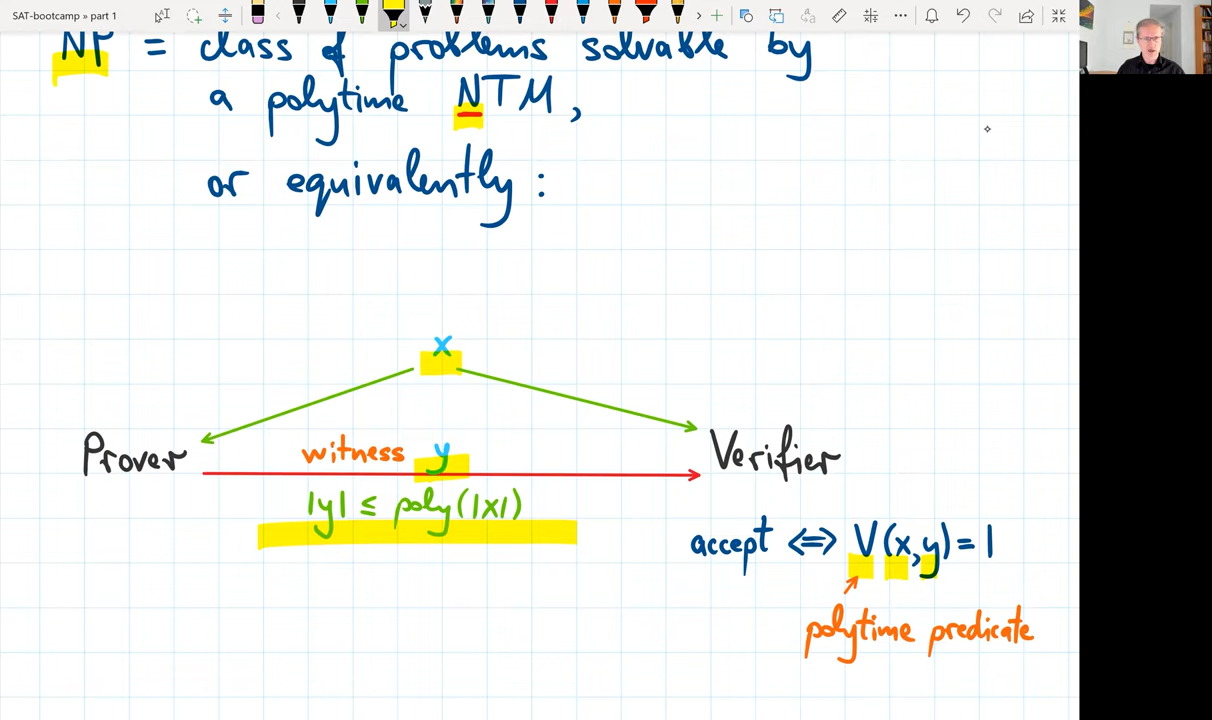 SAT-bootcamp » part 1
NP = class of problems solvable by
a polytime NTM,
or equivalently :
x
Prover
witness y
Verifier
|y| ≤ poly(|x|)
accept ⇔ V(x,y) = 1
polytime predicate